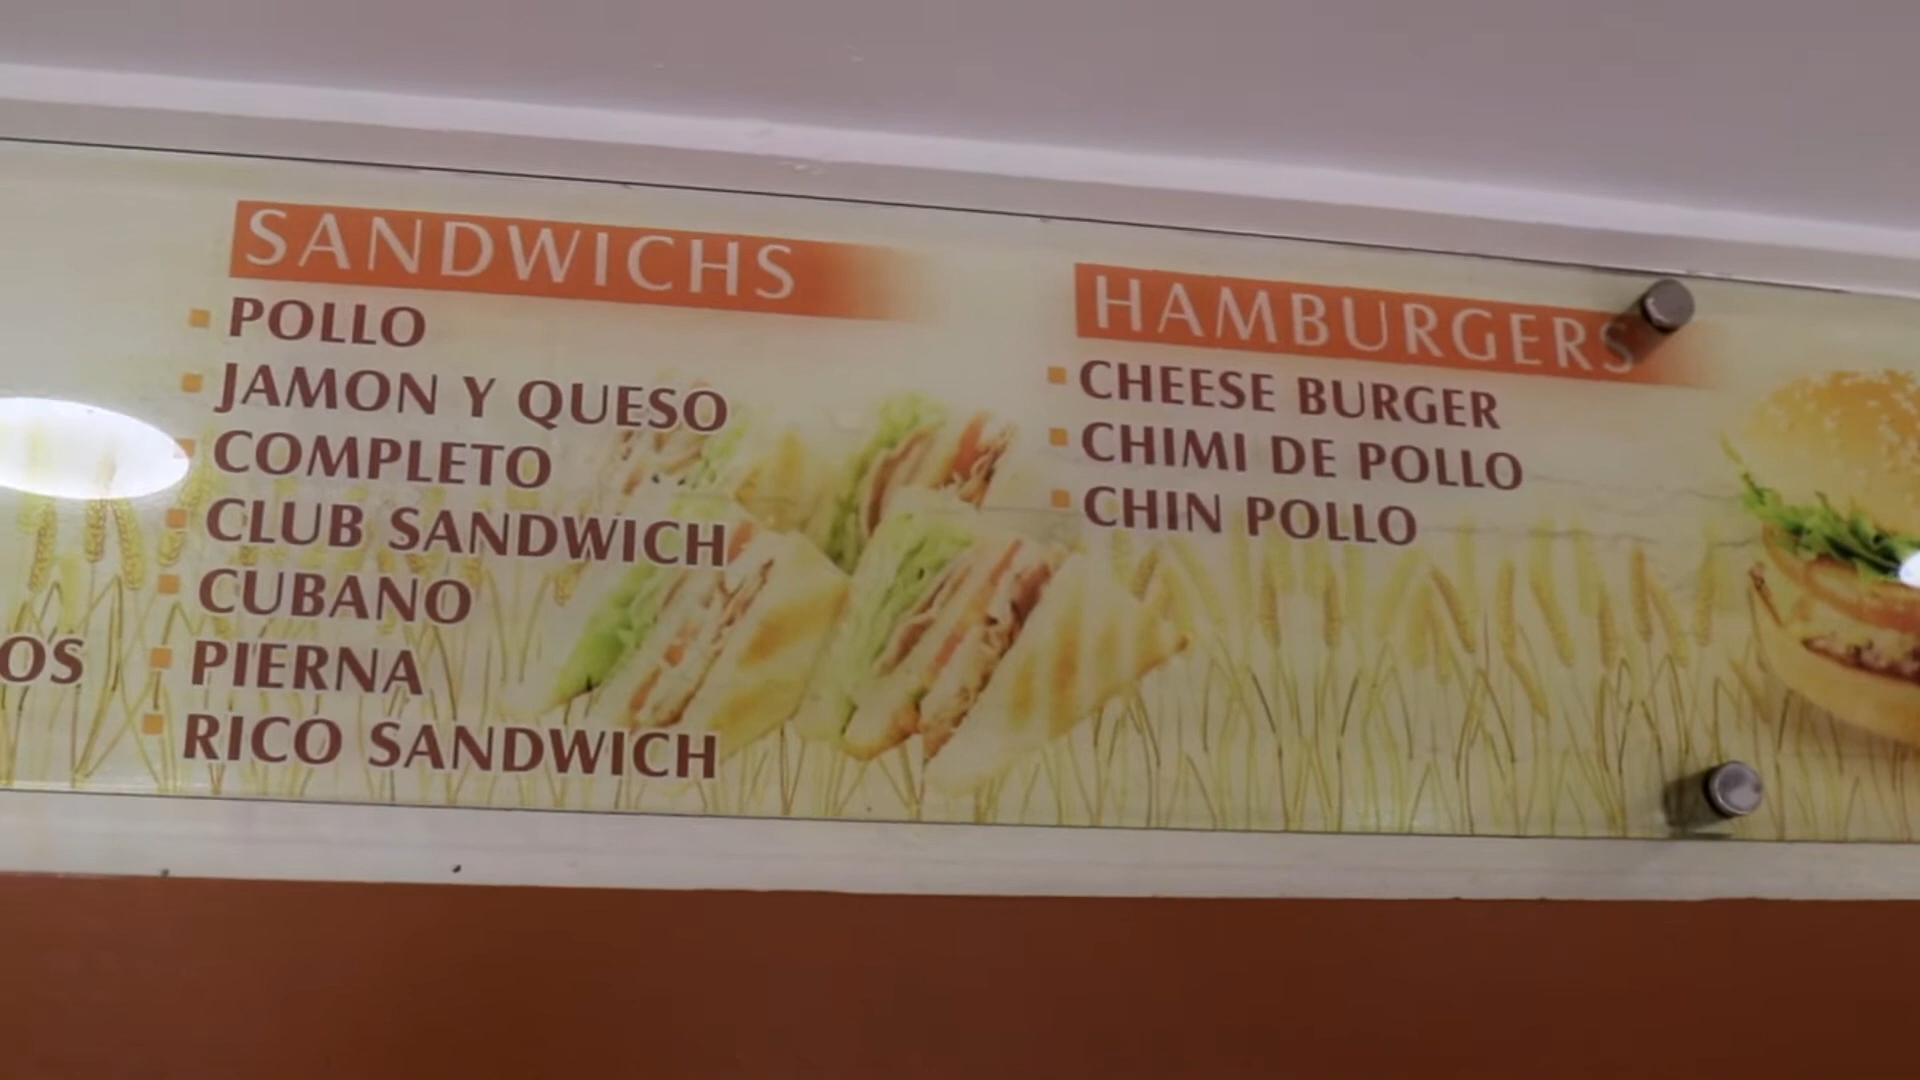 SANDWICHS
POLLO
JAMON Y QUESO
COMPLETO
CLUB SANDWICH
CUBANO
PIERNA
RICO SANDWICH
HAMBURGERS
CHEESE BURGER
CHIMI DE POLLO
CHIN POLLO